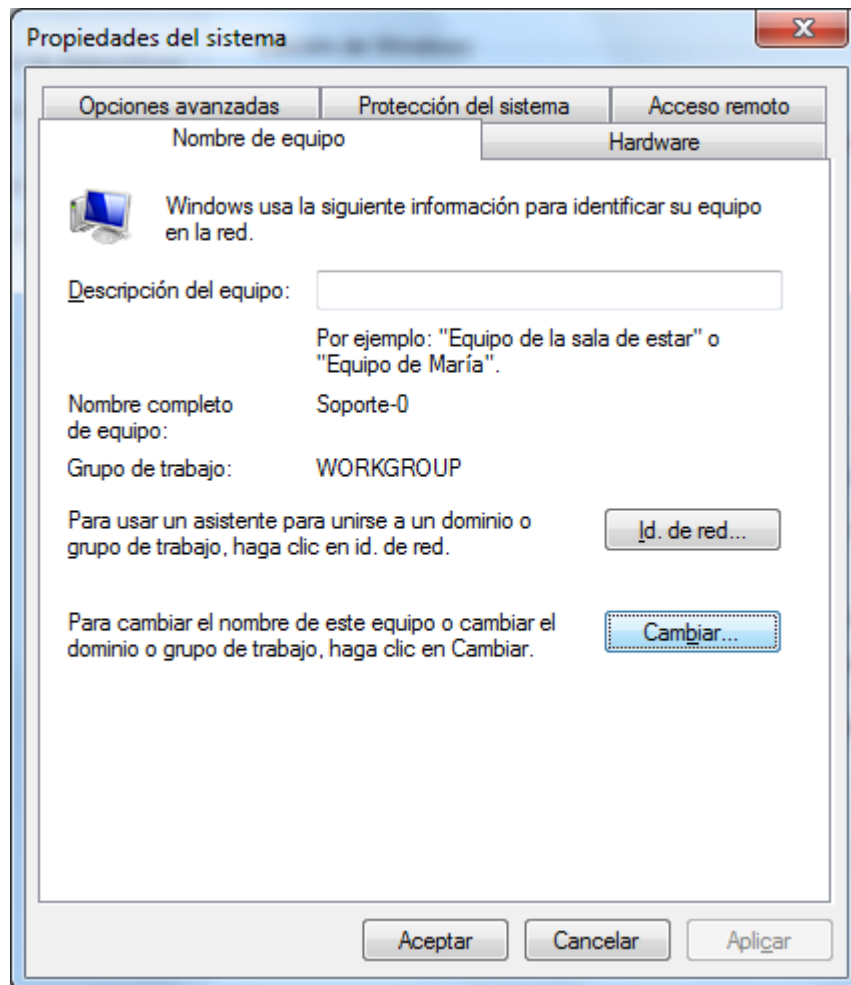 Propiedades del sistema
Opciones avanzadas
Protección del sistema
Acceso remoto
Nombre de equipo
Hardware
Windows usa la siguiente información para identificar su equipo
en la red.
Descripción del equipo:
Por ejemplo: "Equipo de la sala de estar" o
"Equipo de María".
Nombre completo
de equipo:
Soporte-0
Grupo de trabajo:
WORKGROUP
Para usar un asistente para unirse a un dominio o
grupo de trabajo, haga clic en id. de red.
Id. de red...
Para cambiar el nombre de este equipo o cambiar el
dominio o grupo de trabajo, haga clic en Cambiar.
Cambiar...
Aceptar
Cancelar
Aplicar